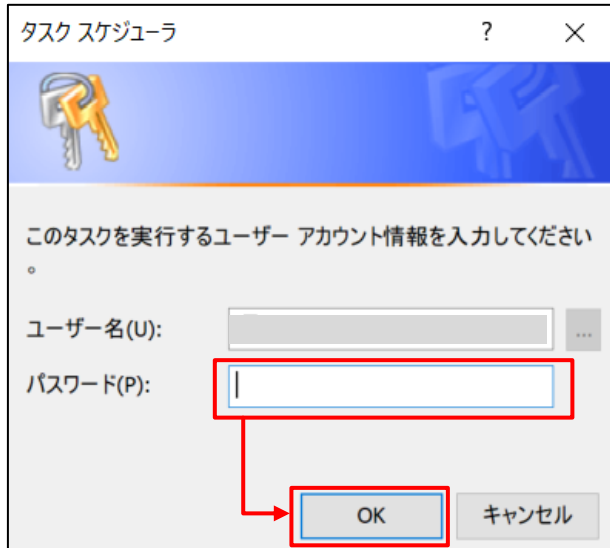 タスク スケジューラ
?
このタスクを実行するユーザー アカウント情報を入力してください
。
ユーザー名(U):
...
パスワード(P):
OK
キャンセル